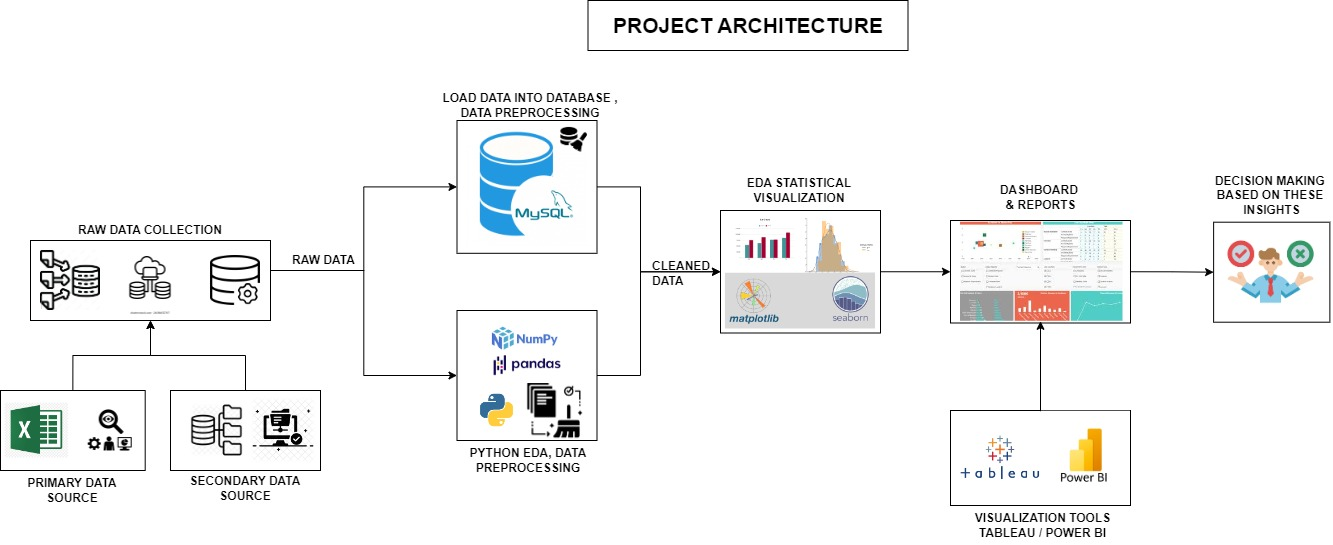 PROJECT ARCHITECTURE
LOAD DATA INTO DATABASE ,
DATA PREPROCESSING
MySQL
RAW DATA COLLECTION
RAW DATA
PRIMARY DATA
SOURCE
SECONDARY DATA
SOURCE
NumPy
pandas
PYTHON EDA, DATA
PREPROCESSING
CLEANED
DATA
EDA STATISTICAL
VISUALIZATION
matplotlib
seaborn
DASHBOARD
& REPORTS
DECISION MAKING
BASED ON THESE
INSIGHTS
+ a b l e a u
Power BI
VISUALIZATION TOOLS
TABLEAU / POWER BI